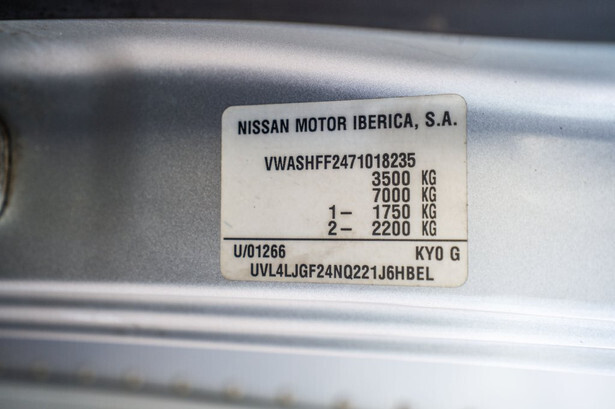 NISSAN MOTOR IBERICA, S.A.
VWASHFF2471018235
3500 KG
7000 KG
1– 1750 KG
2– 2200 KG
U/01266 KY0 G
UVL4LJGF24NQ221J6HBEL